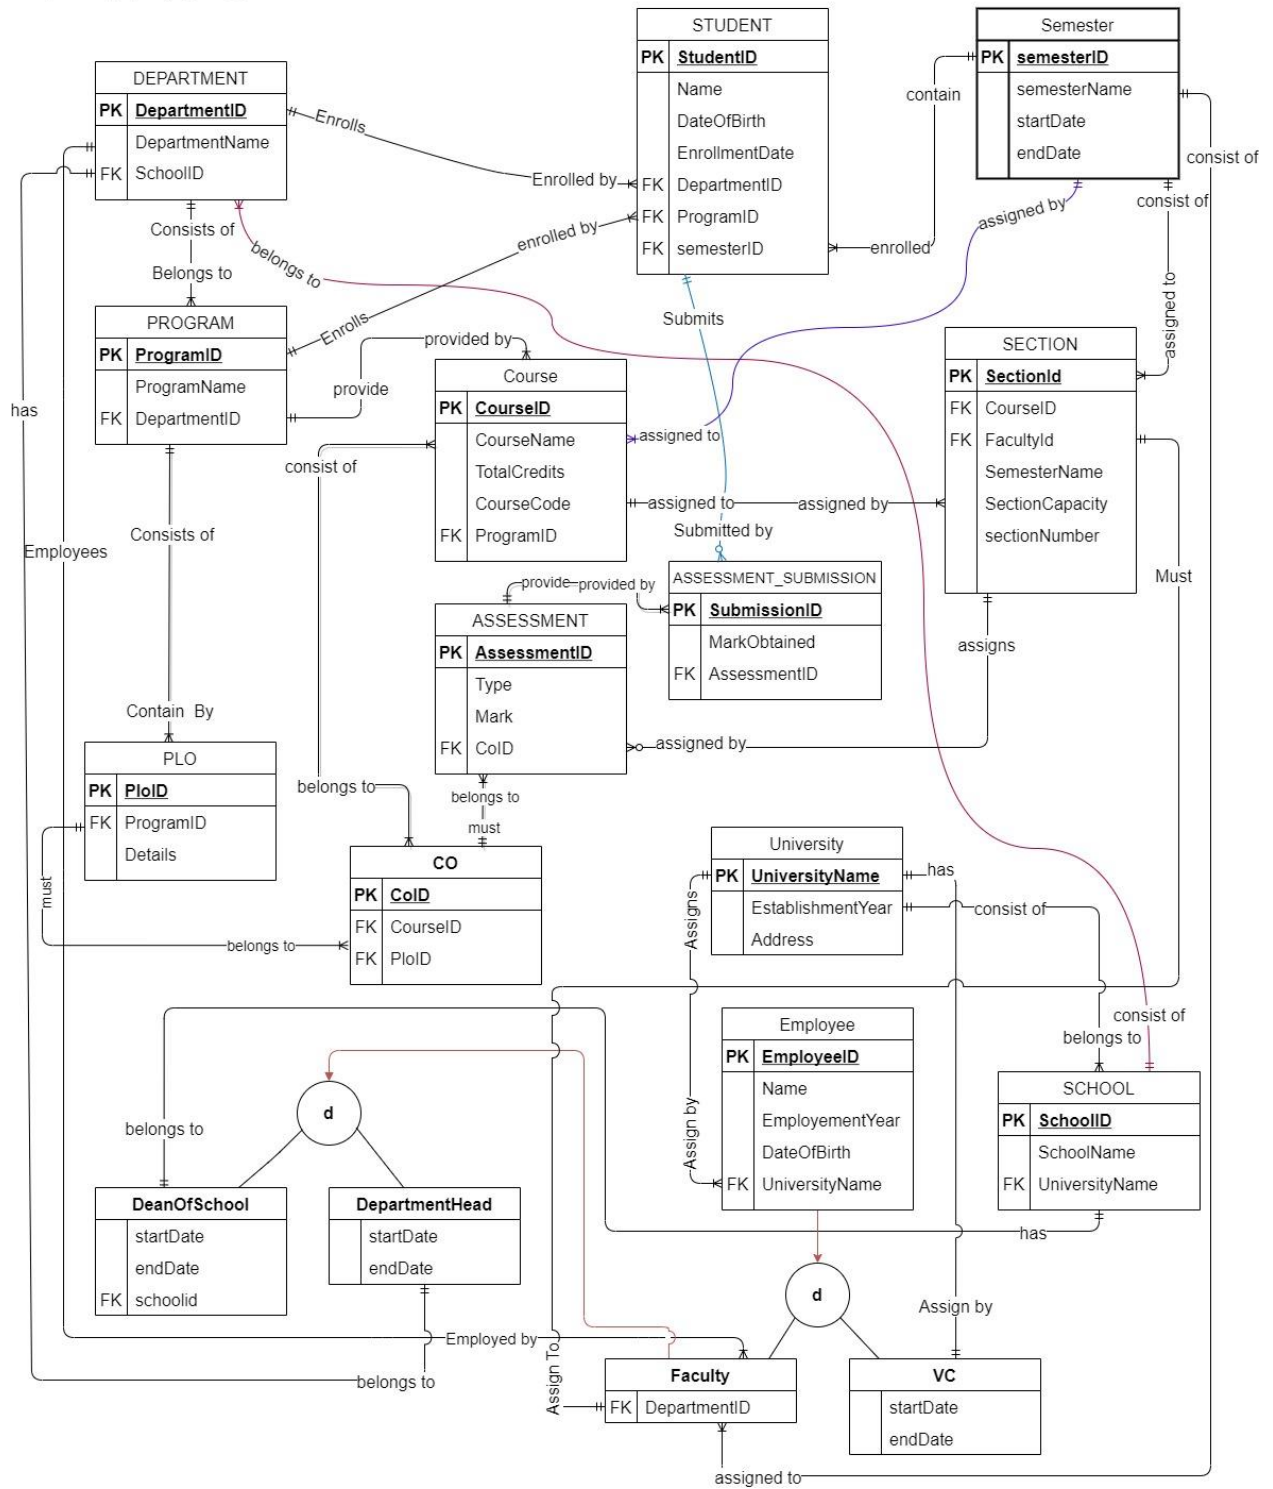 STUDENT
PK StudentID
Name
DateOfBirth
EnrollmentDate
FK DepartmentID
FK ProgramID
FK semesterID
Semester
PK semesterID
semesterName
startDate
endDate
DEPARTMENT
PK DepartmentID
DepartmentName
FK SchoolID
Enrolls
Enrolled by
contain
enrolled
consist of
consist of
assigned by
assigned to
Consists of
Belongs to
belongs to
enrolled by
Enrolls
Submits
PROGRAM
PK ProgramID
ProgramName
FK DepartmentID
provided by
provide
Course
PK CourseID
CourseName
TotalCredits
CourseCode
FK ProgramID
assigned to
SECTION
PK SectionId
FK CourseID
FK FacultyId
SemesterName
SectionCapacity
sectionNumber
has
consist of
assigned to
assigned by
Submitted by
Consists of
Employees
Must
ASSESSMENT_SUBMISSION
PK SubmissionID
MarkObtained
FK AssessmentID
provide
provided by
ASSESSMENT
PK AssessmentID
Type
Mark
FK CoID
assigns
assigned by
Contain By
PLO
PK PloID
FK ProgramID
Details
belongs to
belongs to
must
must
belongs to
CO
PK CoID
FK CourseID
FK PloID
University
PK UniversityName
EstablishmentYear
Address
has
consist of
Assigns
Assign by
consist of
belongs to
Employee
PK EmployeeID
Name
EmployementYear
DateOfBirth
FK UniversityName
SCHOOL
PK SchoolID
SchoolName
FK UniversityName
d
belongs to
has
DeanOfSchool
startDate
endDate
FK schoolid
DepartmentHead
startDate
endDate
d
Assign by
Employed by
belongs to
Assign To
Faculty
FK DepartmentID
VC
startDate
endDate
assigned to